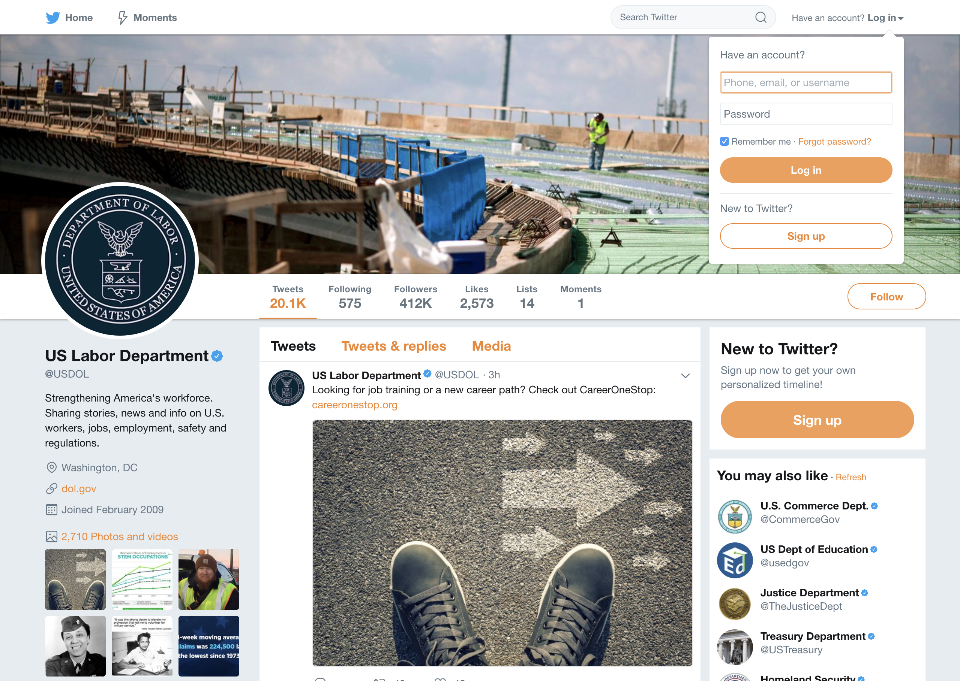 Home
Moments
Search Twitter
Have an account? Log in
Have an account?
Phone, email, or username
Password
Remember me · Forgot password?
Log in
New to Twitter?
Sign up
DEPARTMENT OF LABOR
UNITED STATES OF AMERICA
Tweets
20.1K
Following
575
Followers
412K
Likes
2,573
Lists
14
Moments
1
Follow
US Labor Department
@USDOL
Strengthening America's workforce.
Sharing stories, news and info on U.S.
workers, jobs, employment, safety and
regulations.
Washington, DC
dol.gov
Joined February 2009
2,710 Photos and videos
STEM OCCUPATIONS
-week moving avera
laims was 224,500
the lowest since 1973
Tweets
Tweets & replies
Media
US Labor Department @USDOL · 3h
Looking for job training or a new career path? Check out CareerOneStop:
careeronestop.org
New to Twitter?
Sign up now to get your own
personalized timeline!
Sign up
You may also like · Refresh
U.S. Commerce Dept.
@CommerceGov
US Dept of Education
@usedgov
Ed
Justice Department
@TheJusticeDept
Treasury Department
@USTreasury
Homeland Security